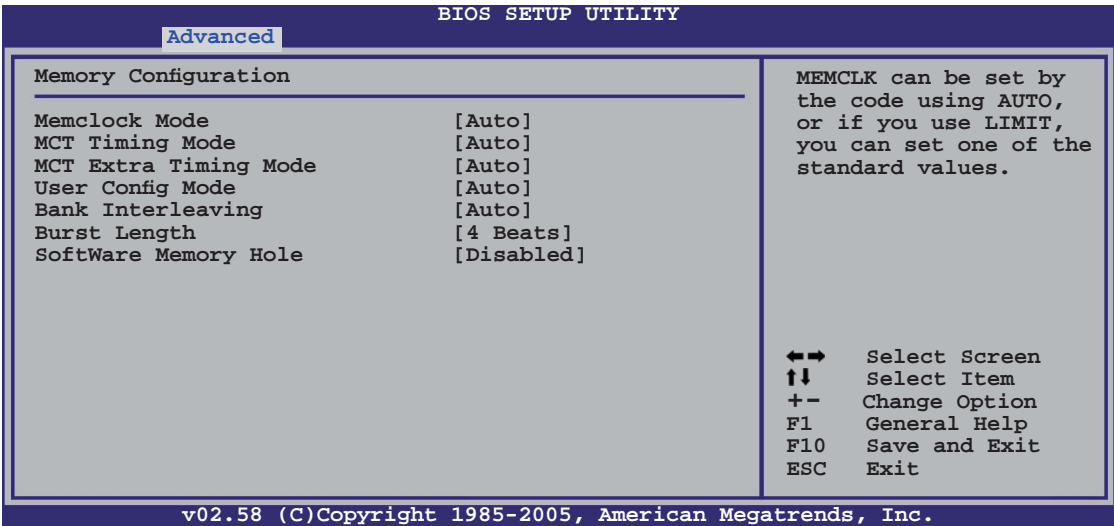 BIOS SETUP UTILITY
Advanced
Memory Configuration
Memclock Mode [Auto]
MCT Timing Mode [Auto]
MCT Extra Timing Mode [Auto]
User Config Mode [Auto]
Bank Interleaving [Auto]
Burst Length [4 Beats]
SoftWare Memory Hole [Disabled]
MEMCLK can be set by
the code using AUTO,
or if you use LIMIT,
you can set one of the
standard values.
←→ Select Screen
↑↓ Select Item
+- Change Option
F1 General Help
F10 Save and Exit
ESC Exit
v02.58 (C)Copyright 1985-2005, American Megatrends, Inc.